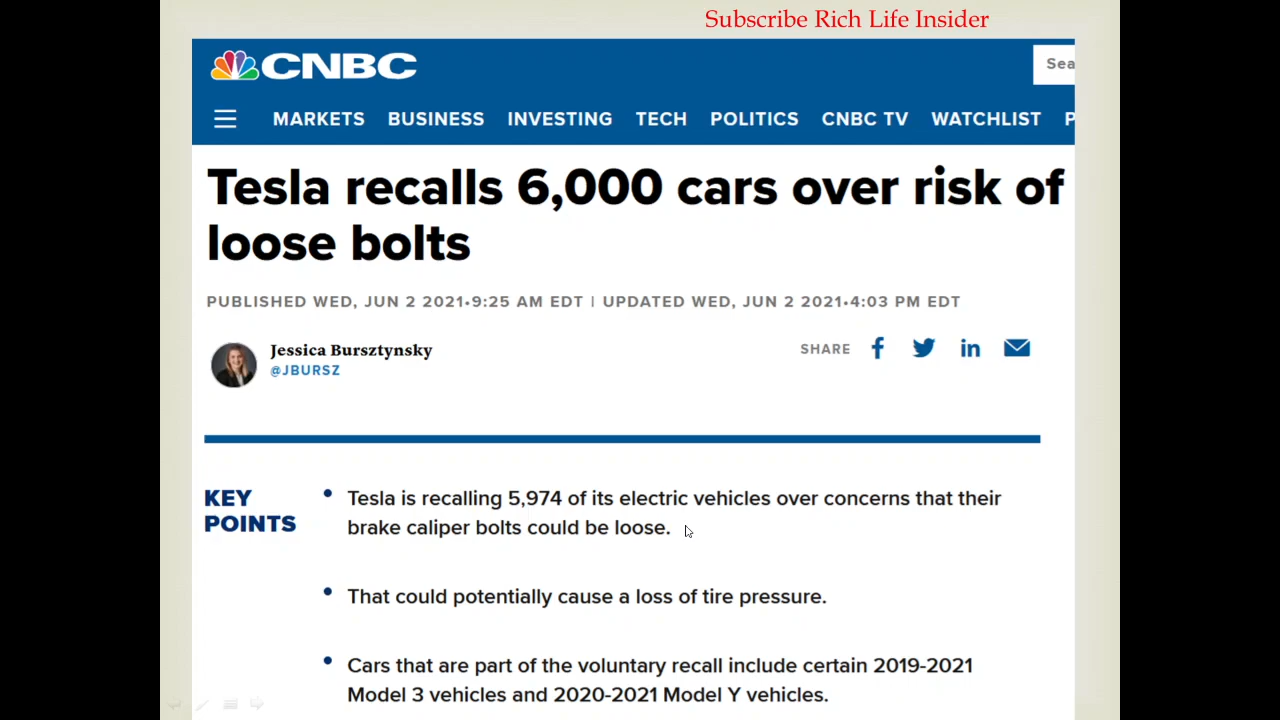 Subscribe Rich Life Insider
CNBC
Sea
MARKETS BUSINESS INVESTING TECH POLITICS CNBC TV WATCHLIST P
Tesla recalls 6,000 cars over risk of
loose bolts
PUBLISHED WED, JUN 2 2021•9:25 AM EDT | UPDATED WED, JUN 2 2021•4:03 PM EDT
Jessica Bursztynsky
@JBURSZ
SHARE
KEY
POINTS
• Tesla is recalling 5,974 of its electric vehicles over concerns that their
brake caliper bolts could be loose.
• That could potentially cause a loss of tire pressure.
• Cars that are part of the voluntary recall include certain 2019-2021
Model 3 vehicles and 2020-2021 Model Y vehicles.